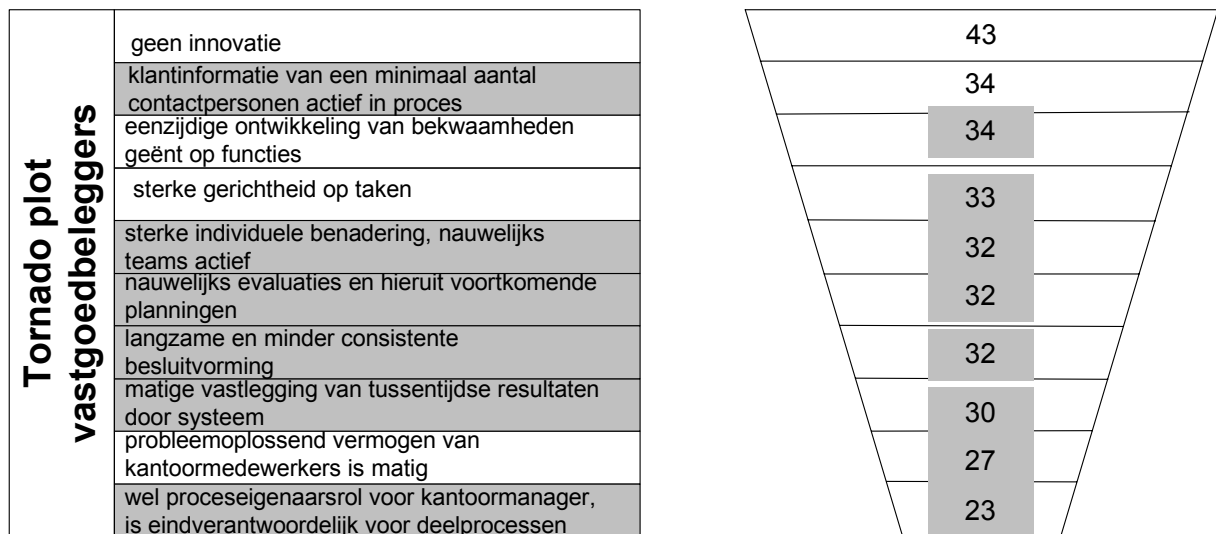 Tornado plot
vastgoedbeleggers
geen innovatie
klantinformatie van een minimaal aantal
contactpersonen actief in proces
eenzijdige ontwikkeling van bekwaamheden
geënt op functies
sterke gerichtheid op taken
sterke individuele benadering, nauwelijks
teams actief
nauwelijks evaluaties en hieruit voortkomende
planningen
langzame en minder consistente
besluitvorming
matige vastlegging van tussentijdse resultaten
door systeem
probleemoplossend vermogen van
kantoormedewerkers is matig
wel proceseigenaarsrol voor kantoormanager,
is eindverantwoordelijk voor deelprocessen
43
34
34
33
32
32
32
30
27
23